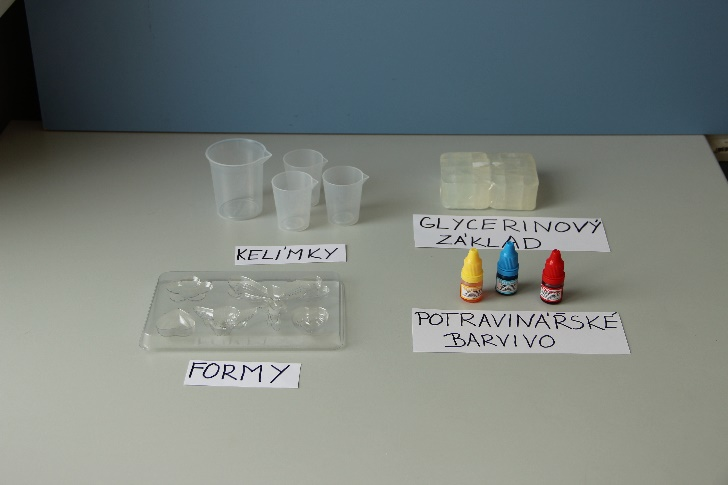 KELÍMKY
GLYCERINOVÝ
ZÁKLAD
FORMY
POTRAVINÁŘSKÉ
BARVIVO